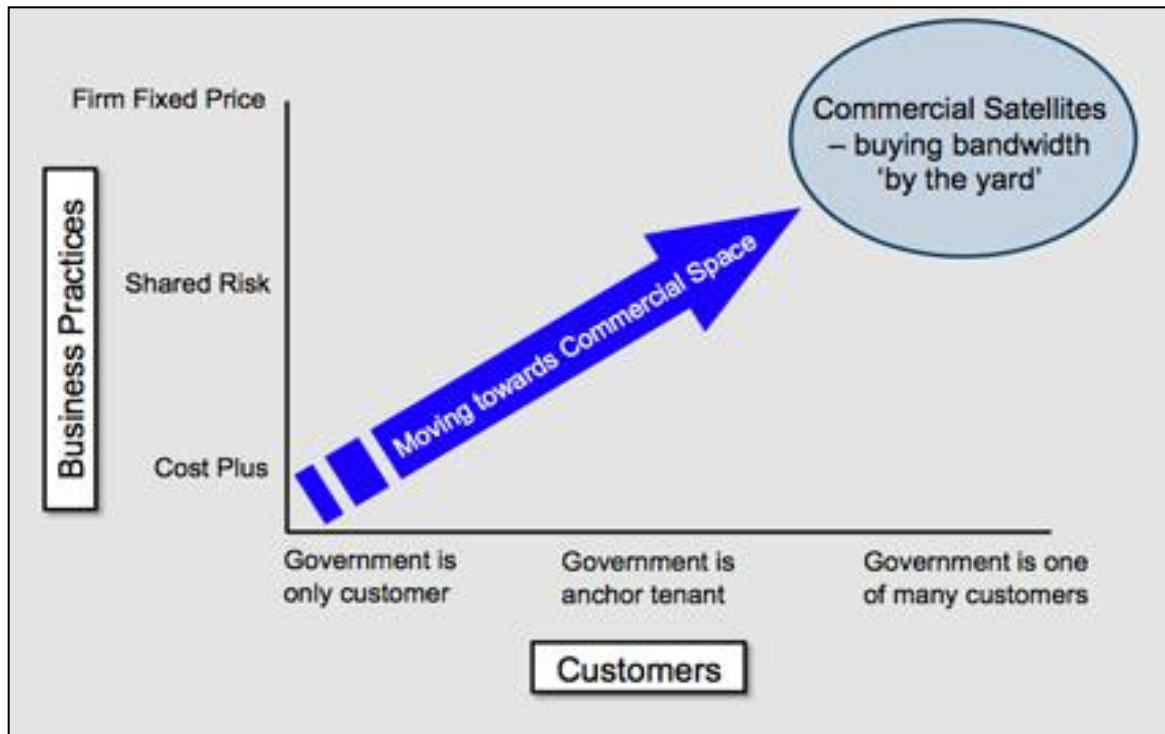 Firm Fixed Price
Commercial Satellites
– buying bandwidth
'by the yard'
Business Practices
Shared Risk
Moving towards Commercial Space
Cost Plus
Government is
only customer
Government is
anchor tenant
Government is one
of many customers
Customers